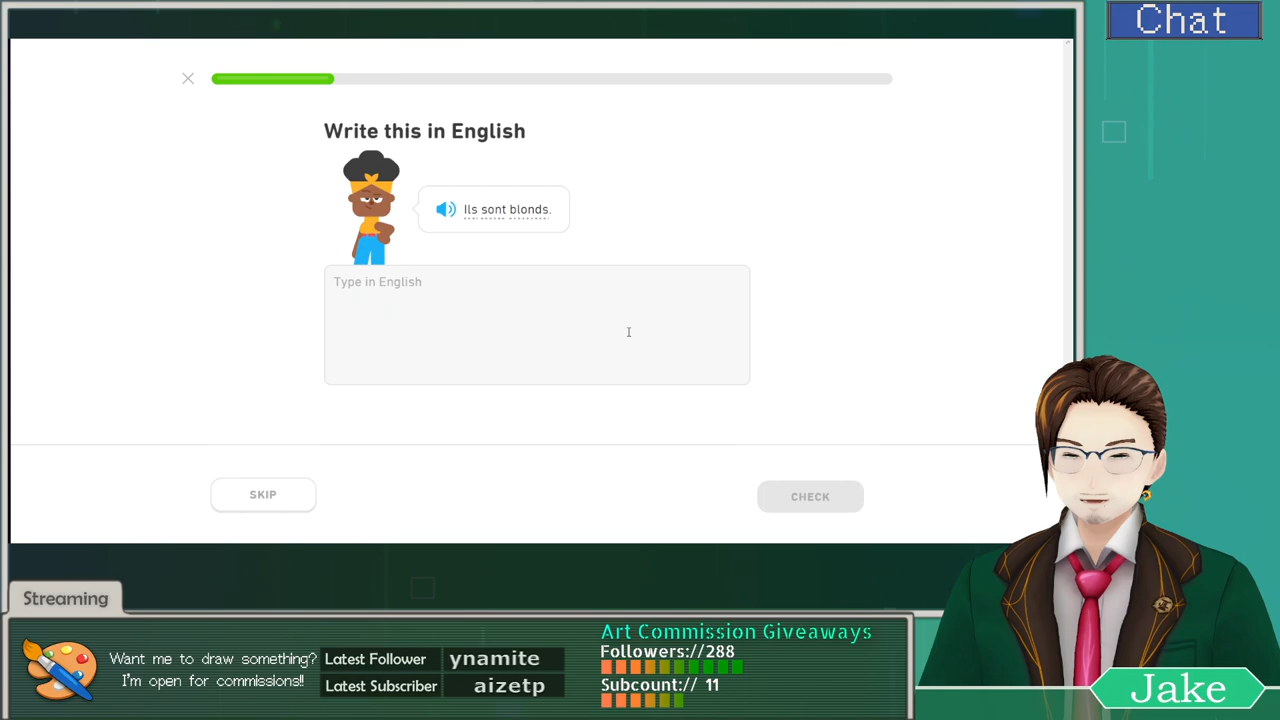 Chat
Write this in English
Ils sont blonds.
Type in English
SKIP
CHECK
Streaming
Want me to draw something?
I'm open for commissions!!
Latest Follower ynamite
Latest Subscriber aizetp
Art Commission Giveaways
Followers://288
Subcount:// 11
Jake